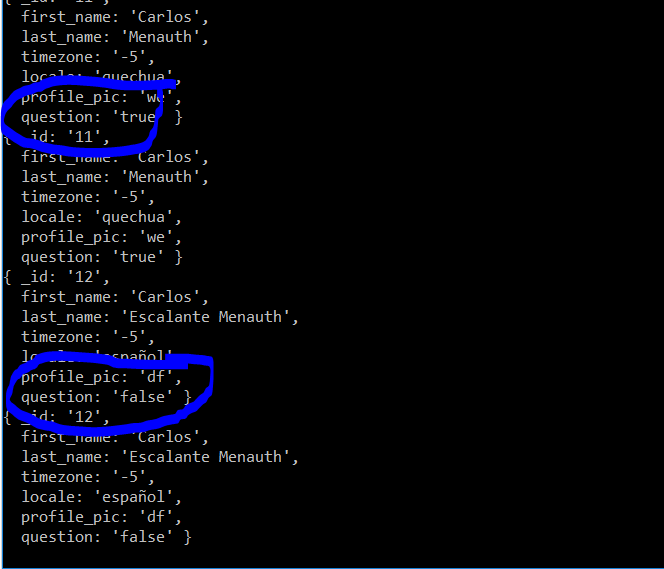 { _id: '11',
first_name: 'Carlos',
last_name: 'Menauth',
timezone: '-5',
locale: 'quechua',
profile_pic: 'we',
question: 'true' }
{ _id: '11',
first_name: 'Carlos',
last_name: 'Menauth',
timezone: '-5',
locale: 'quechua',
profile_pic: 'we',
question: 'true' }
{ _id: '12',
first_name: 'Carlos',
last_name: 'Escalante Menauth',
timezone: '-5',
locale: 'español',
profile_pic: 'df',
question: 'false' }
{ _id: '12',
first_name: 'Carlos',
last_name: 'Escalante Menauth',
timezone: '-5',
locale: 'español',
profile_pic: 'df',
question: 'false' }